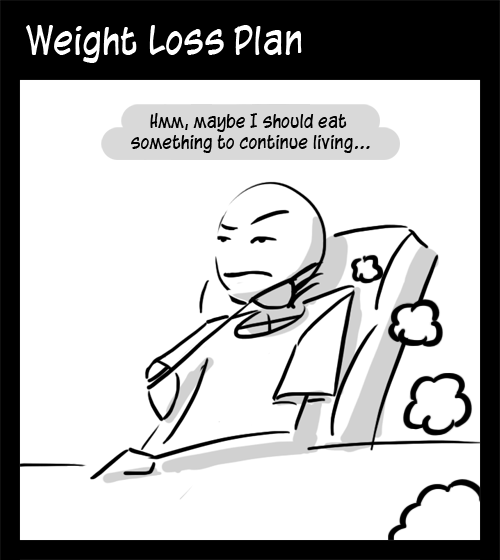 Weight Loss Plan
Hmm, maybe I should eat
something to continue living...